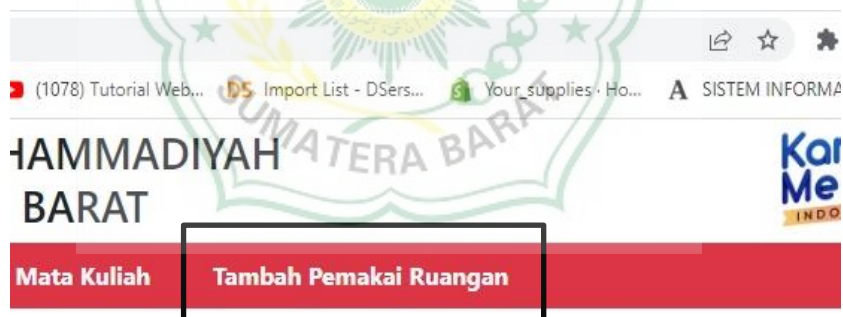 (1078) Tutorial Web... D5 Import List - DSers... Your_supplies · Ho... A SISTEM INFORMA
SUMATERA BARAT
HAMMADIYAH
BARAT
Kar
Me
INDO
Mata Kuliah Tambah Pemakai Ruangan